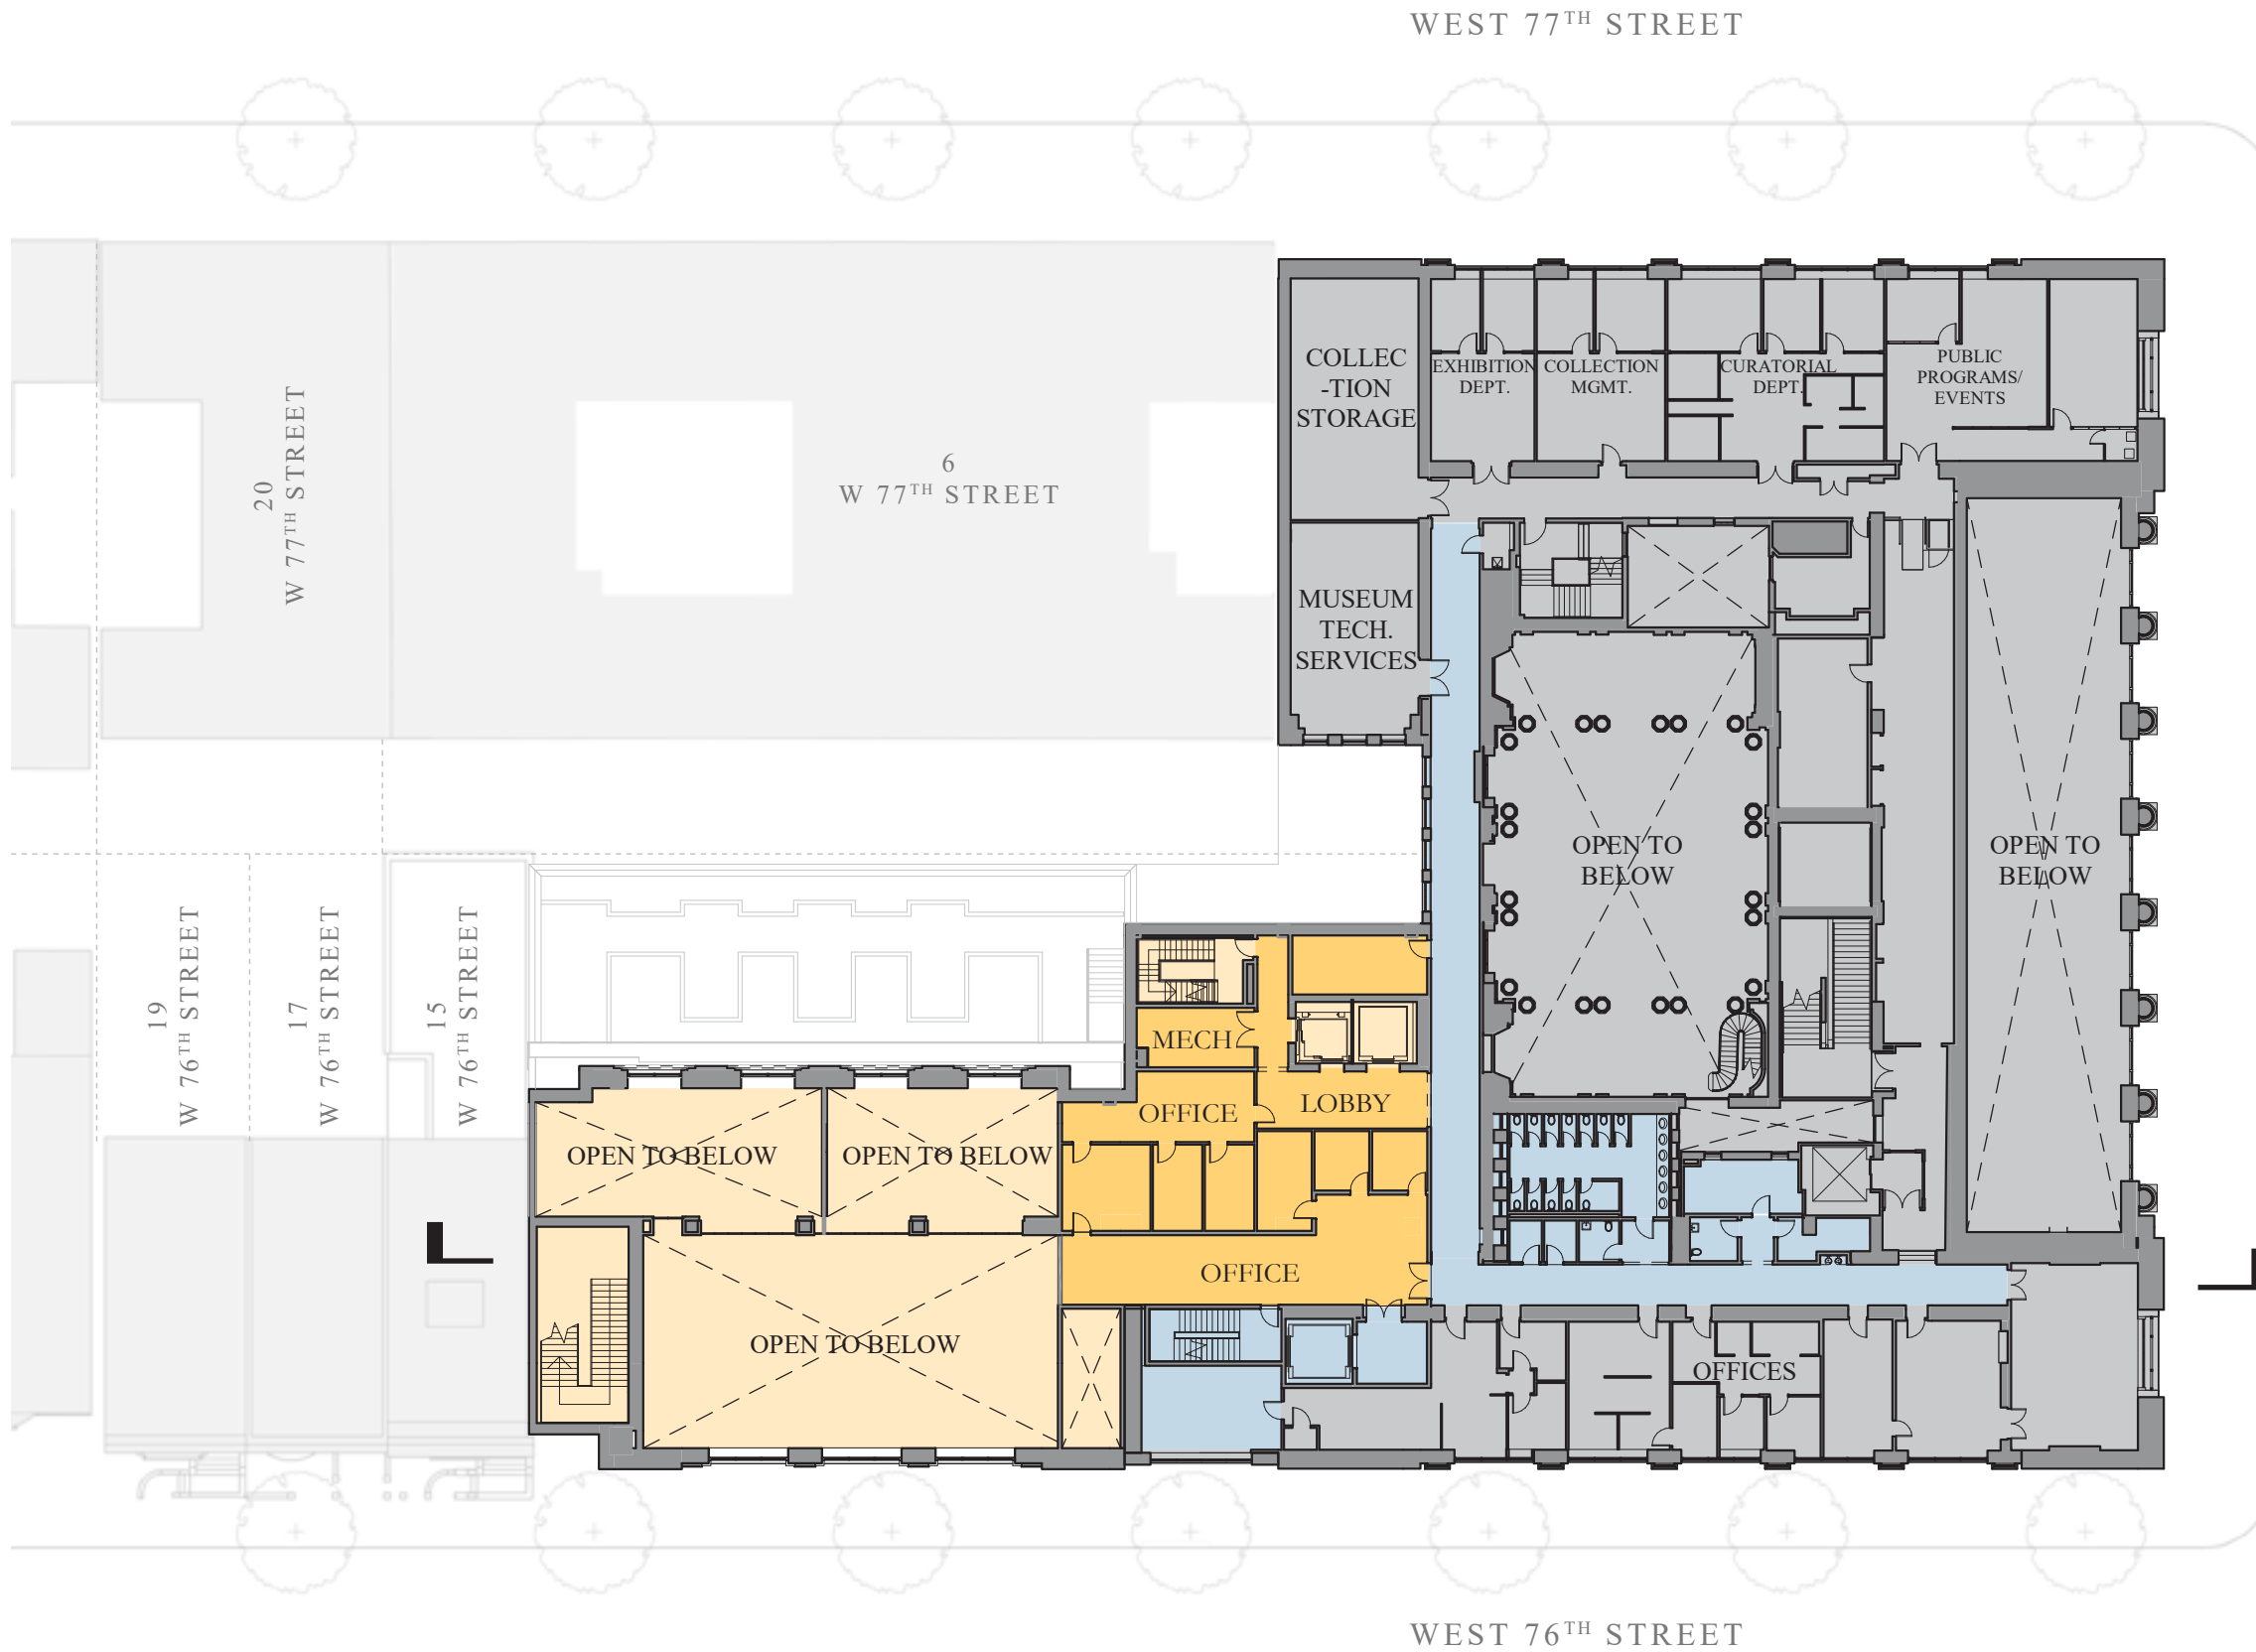 WEST 77TH STREET
COLLEC
-TION
STORAGE
EXHIBITION
DEPT.
COLLECTION
MGMT.
CURATORIAL
DEPT.
PUBLIC
PROGRAMS/
EVENTS
20
W 77TH STREET
6
W 77TH STREET
MUSEUM
TECH.
SERVICES
OPEN TO
BELOW
OPEN TO
BELOW
19
W 76TH STREET
17
W 76TH STREET
15
W 76TH STREET
MECH
OFFICE
LOBBY
OPEN TO BELOW
OPEN TO BELOW
OFFICE
OPEN TO BELOW
OFFICES
WEST 76TH STREET